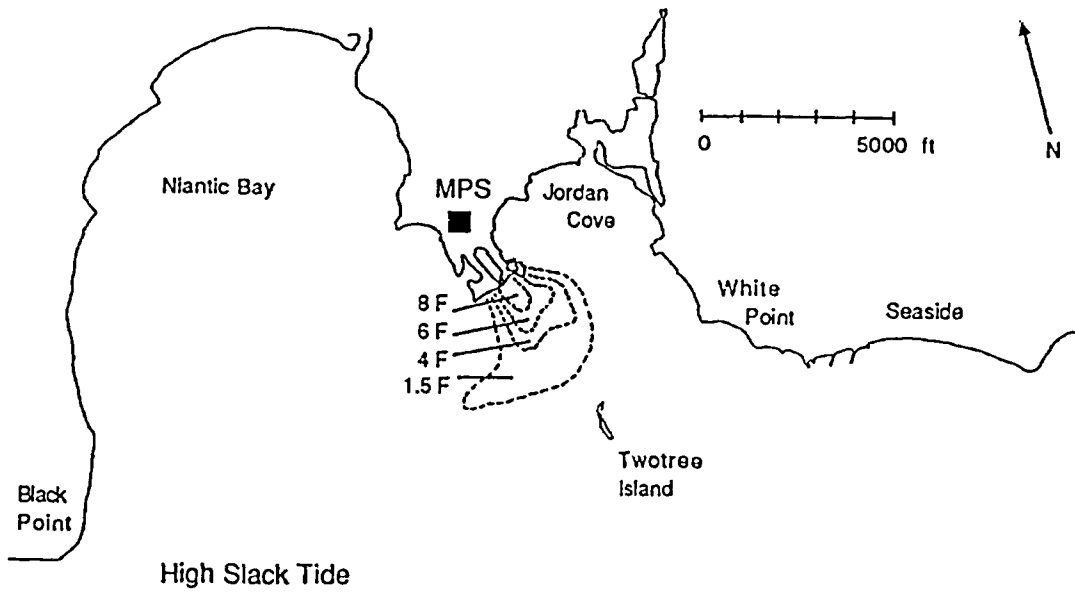 0
5000 ft
N
Niantic Bay
MPS
Jordan
Cove
8 F
6 F
4 F
1.5 F
White
Point
Seaside
Twotree
Island
Black
Point
High Slack Tide